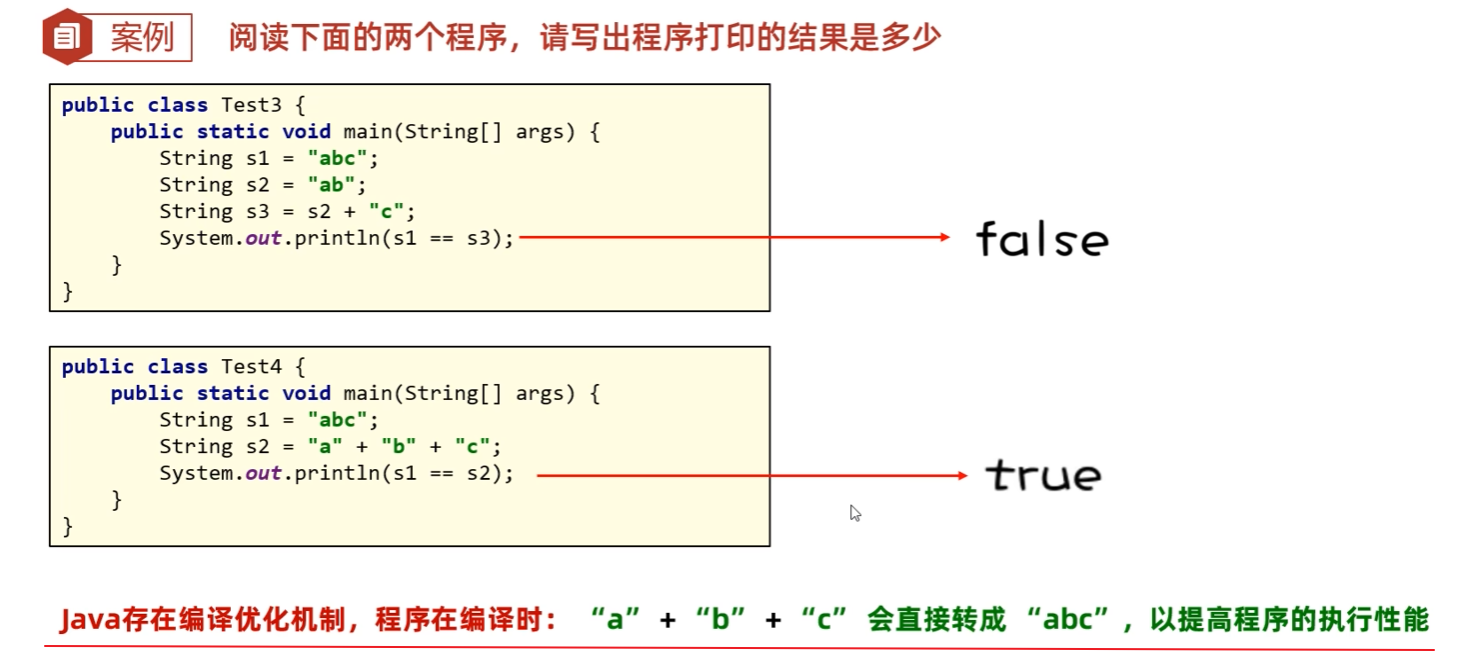 案例
阅读下面的两个程序，请写出程序打印的结果是多少
public class Test3 {
    public static void main(String[] args) {
        String s1 = "abc";
        String s2 = "ab";
        String s3 = s2 + "c";
        System.out.println(s1 == s3);
    }
}
false
public class Test4 {
    public static void main(String[] args) {
        String s1 = "abc";
        String s2 = "a" + "b" + "c";
        System.out.println(s1 == s2);
    }
}
true
Java存在编译优化机制，程序在编译时： “a” + “b” + “c” 会直接转成 “abc” ，以提高程序的执行性能